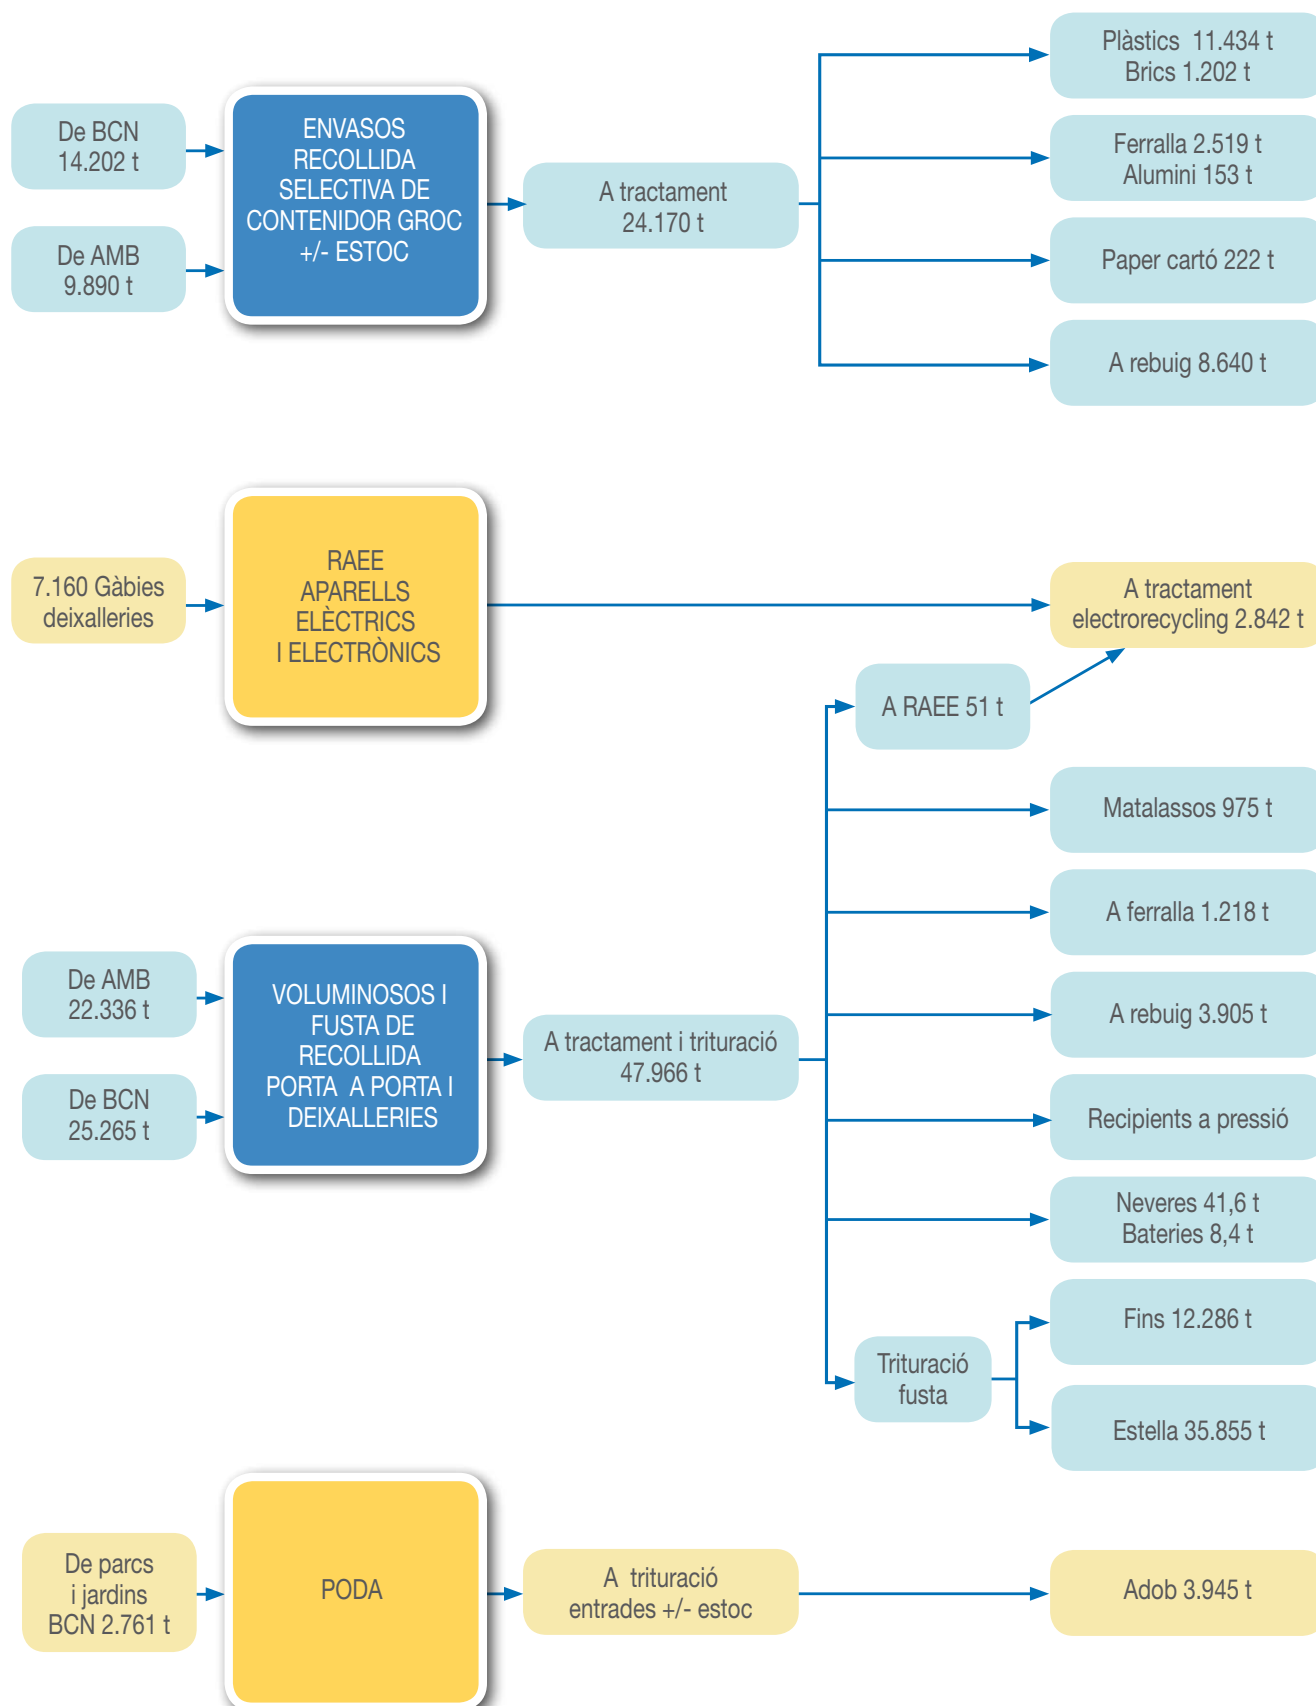 De BCN
14.202 t
De AMB
9.890 t
ENVASOS
RECOLLIDA
SELECTIVA DE
CONTENIDOR GROC
+/- ESTOC
A tractament
24.170 t
Plàstics 11.434 t
Brics 1.202 t
Ferralla 2.519 t
Alumini 153 t
Paper cartó 222 t
A rebuig 8.640 t
7.160 Gàbies
deixalleries
RAEE
APARELLS
ELÈCTRICS
I ELECTRÒNICS
A tractament
electrorecycling 2.842 t
De AMB
22.336 t
De BCN
25.265 t
VOLUMINOSOS I
FUSTA DE
RECOLLIDA
PORTA A PORTA I
DEIXALLERIES
A tractament i trituració
47.966 t
A RAEE 51 t
Matalassos 975 t
A ferralla 1.218 t
A rebuig 3.905 t
Recipients a pressió
Neveres 41,6 t
Bateries 8,4 t
Trituració
fusta
Fins 12.286 t
Estella 35.855 t
De parcs
i jardins
BCN 2.761 t
PODA
A trituració
entrades +/- estoc
Adob 3.945 t